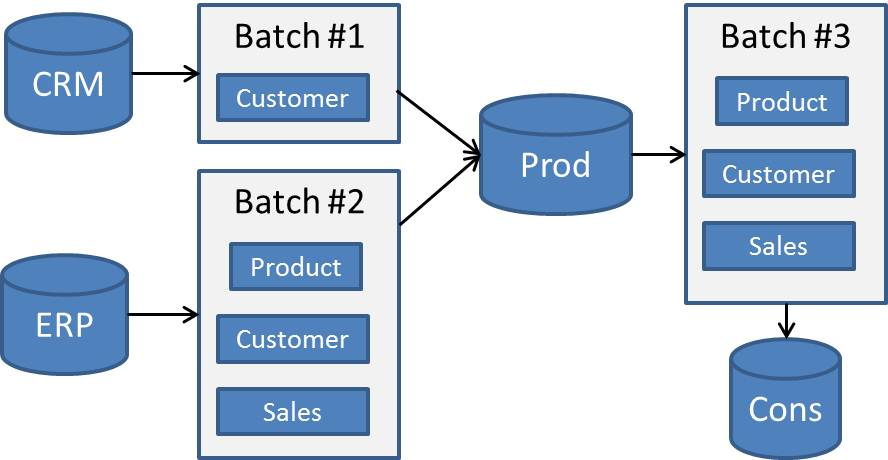 CRM
Batch #1
Customer
ERP
Batch #2
Product
Customer
Sales
Prod
Batch #3
Product
Customer
Sales
Cons